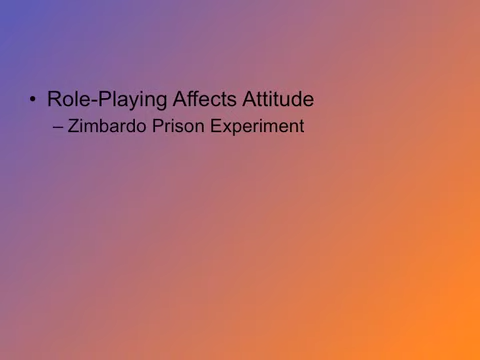 • Role-Playing Affects Attitude
– Zimbardo Prison Experiment